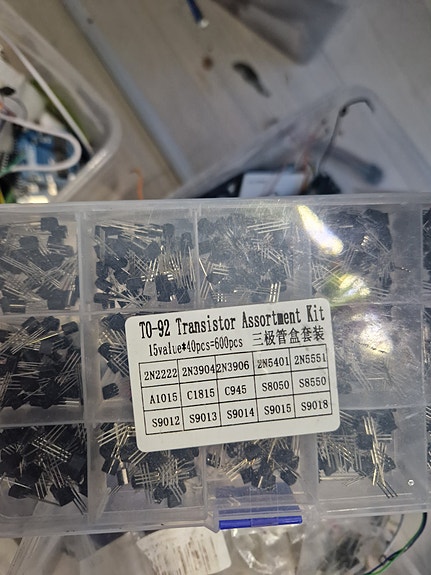 TO-92 Transistor Assortment Kit
15value*40pcs=600pcs 三极管盒套装
2N2222 2N3904 2N3906 2N5401 2N5551
A1015 C1815 C945 S8050 S8550
S9012 S9013 S9014 S9015 S9018